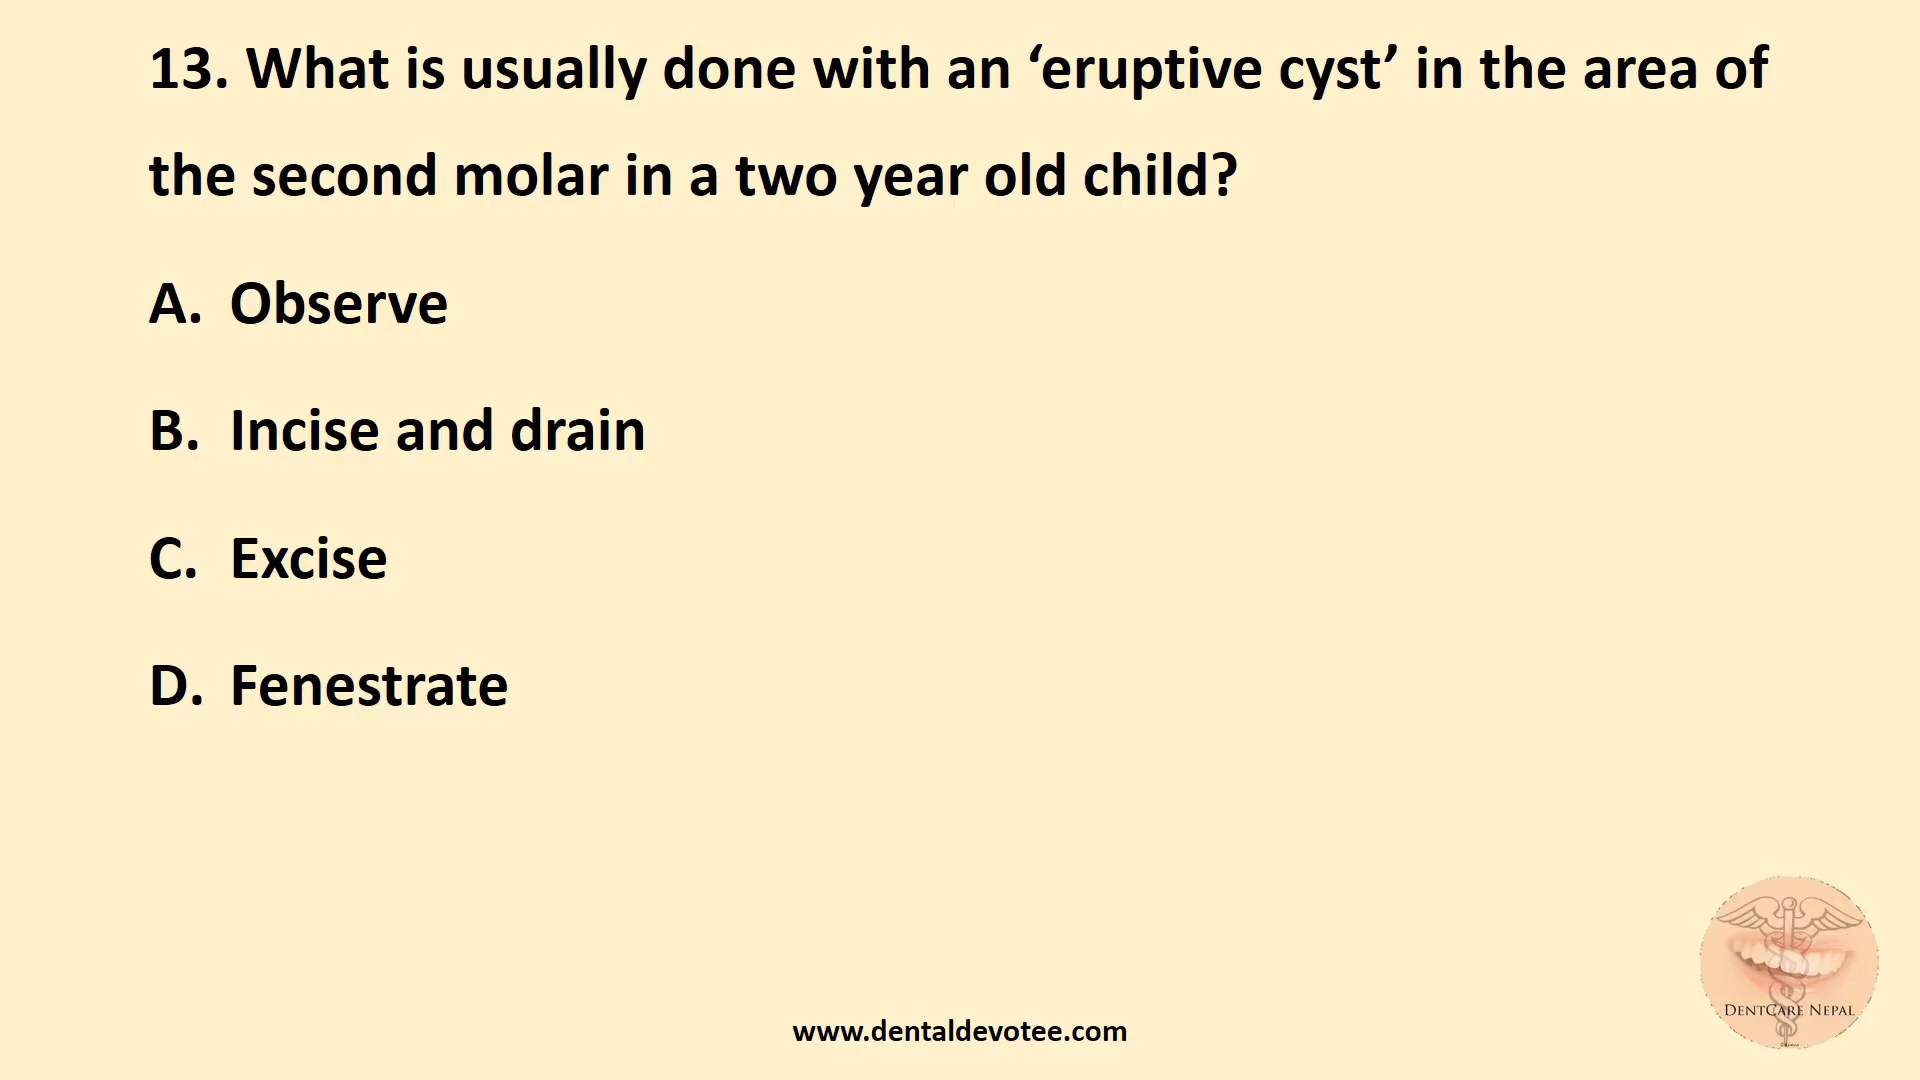 13. What is usually done with an ‘eruptive cyst’ in the area of
the second molar in a two year old child?
A. Observe
B. Incise and drain
C. Excise
D. Fenestrate
DENTCARE NEPAL
www.dentaldevotee.com